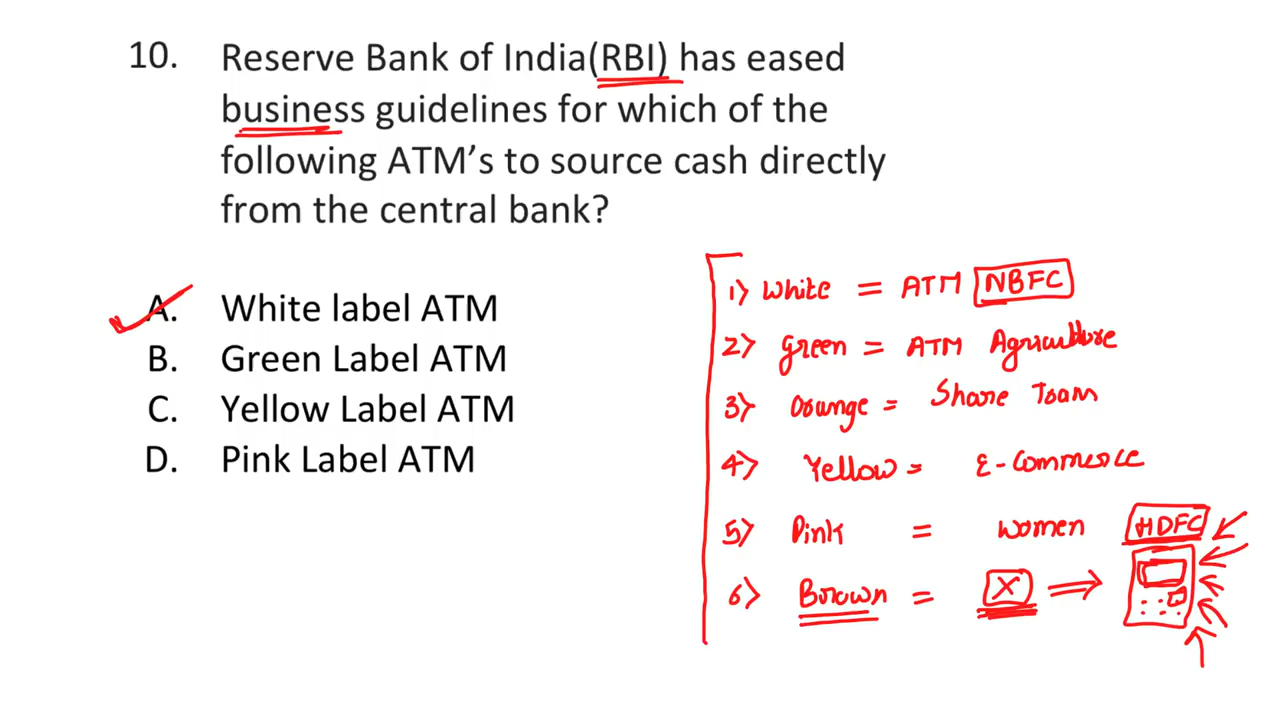 10. Reserve Bank of India(RBI) has eased
business guidelines for which of the
following ATM’s to source cash directly
from the central bank?
A. White label ATM
B. Green Label ATM
C. Yellow Label ATM
D. Pink Label ATM
1) White = ATM NBFC
2) Green = ATM Agriculture
3) Orange = Share Tram
4) Yellow = E-Commerce
5) Pink = women HDFC
6) Brown = X ⇒